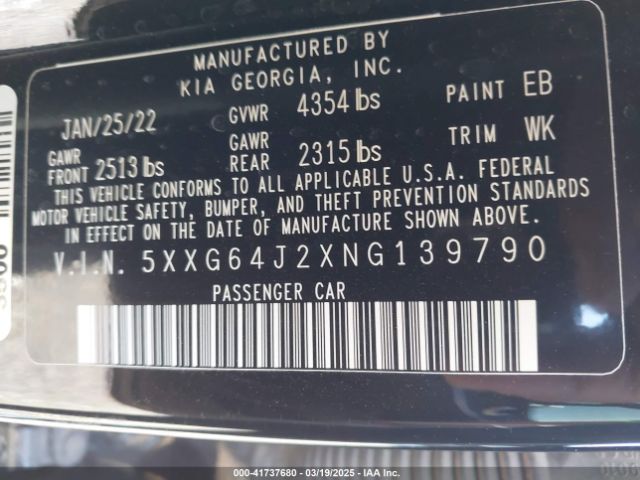 MANUFACTURED BY
KIA GEORGIA, INC.
JAN/25/22 GVWR 4354 lbs PAINT EB
GAWR FRONT 2513 lbs GAWR REAR 2315 lbs TRIM WK
THIS VEHICLE CONFORMS TO ALL APPLICABLE U.S.A. FEDERAL
MOTOR VEHICLE SAFETY, BUMPER, AND THEFT PREVENTION STANDARDS
IN EFFECT ON THE DATE OF MANUFACTURE SHOWN ABOVE.
V.I.N. 5XXG64J2XNG139790
PASSENGER CAR
000-41737680 - 03/19/2025 - IAA Inc.